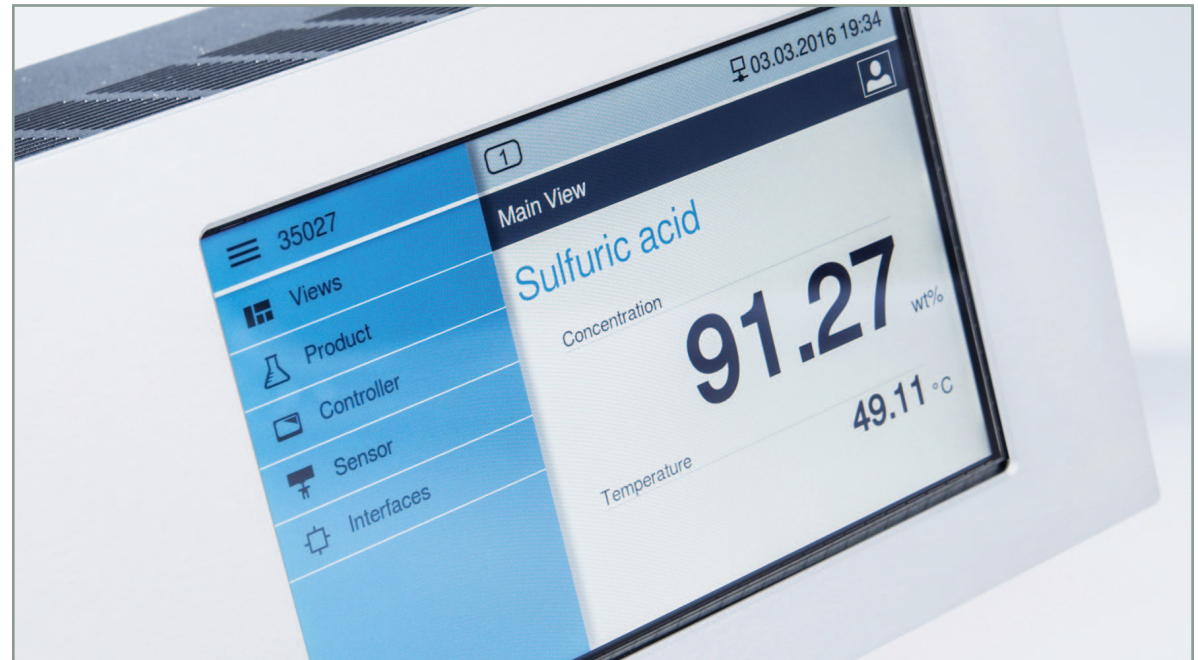 03.03.2016 19:34
1
35027
Main View
Views
Product
Controller
Sensor
Interfaces
Sulfuric acid
Concentration
91.27 wt%
49.11 °C
Temperature